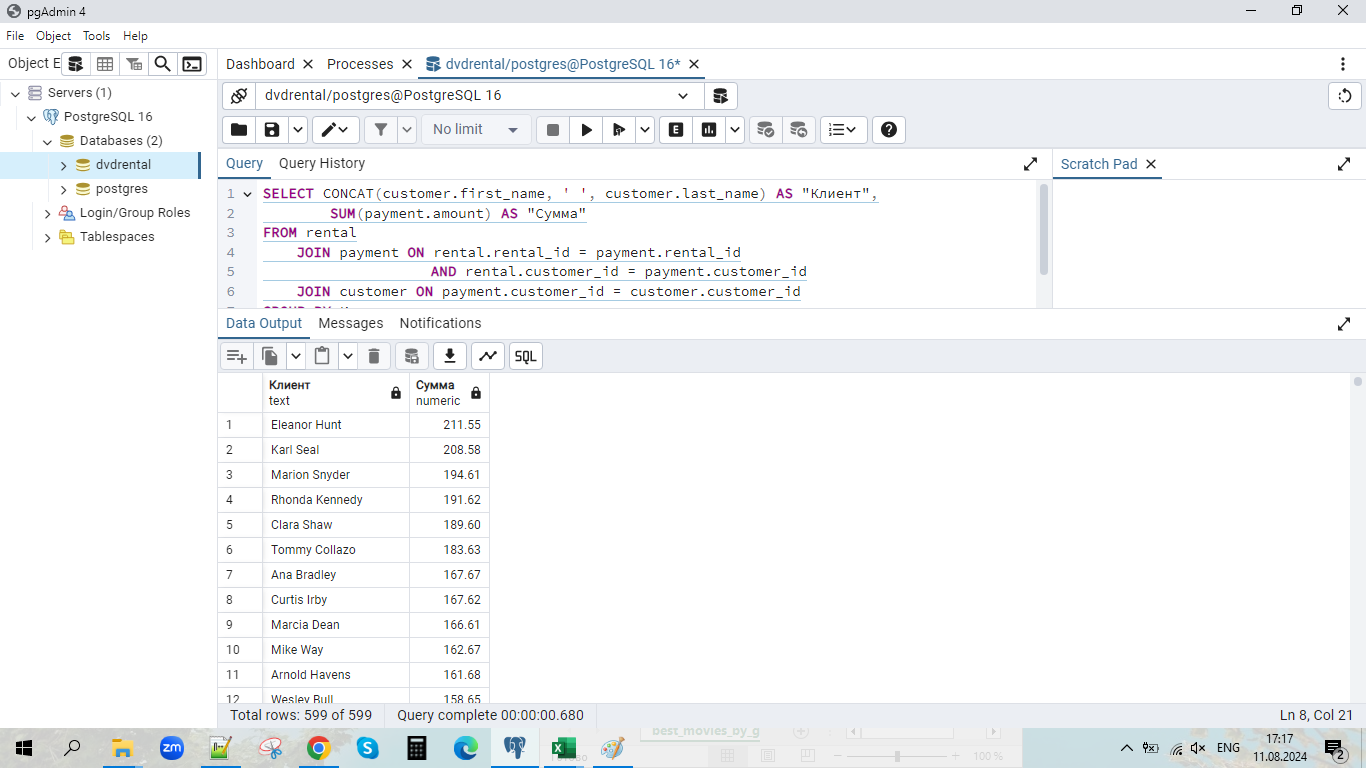 pgAdmin 4
File Object Tools Help
Object E
Dashboard
Processes
dvdrental/postgres@PostgreSQL 16*
Servers (1)
PostgreSQL 16
Databases (2)
dvdrental
postgres
Login/Group Roles
Tablespaces
dvdrental/postgres@PostgreSQL 16
No limit
E
Query Query History
Scratch Pad
1 SELECT CONCAT(customer.first_name, ' ', customer.last_name) AS "Клиент",
2 SUM(payment.amount) AS "Сумма"
3 FROM rental
4 JOIN payment ON rental.rental_id = payment.rental_id
5 AND rental.customer_id = payment.customer_id
6 JOIN customer ON payment.customer_id = customer.customer_id
Data Output Messages Notifications
SQL
Клиент Сумма
text numeric
1 Eleanor Hunt 211.55
2 Karl Seal 208.58
3 Marion Snyder 194.61
4 Rhonda Kennedy 191.62
5 Clara Shaw 189.60
6 Tommy Collazo 183.63
7 Ana Bradley 167.67
8 Curtis Irby 167.62
9 Marcia Dean 166.61
10 Mike Way 162.67
11 Arnold Havens 161.68
12 Wesley Bull 158.65
Total rows: 599 of 599 Query complete 00:00:00.680 Ln 8, Col 21
best_movies_by_g
Готово
100 %
zm
ENG
17:17
11.08.2024
2